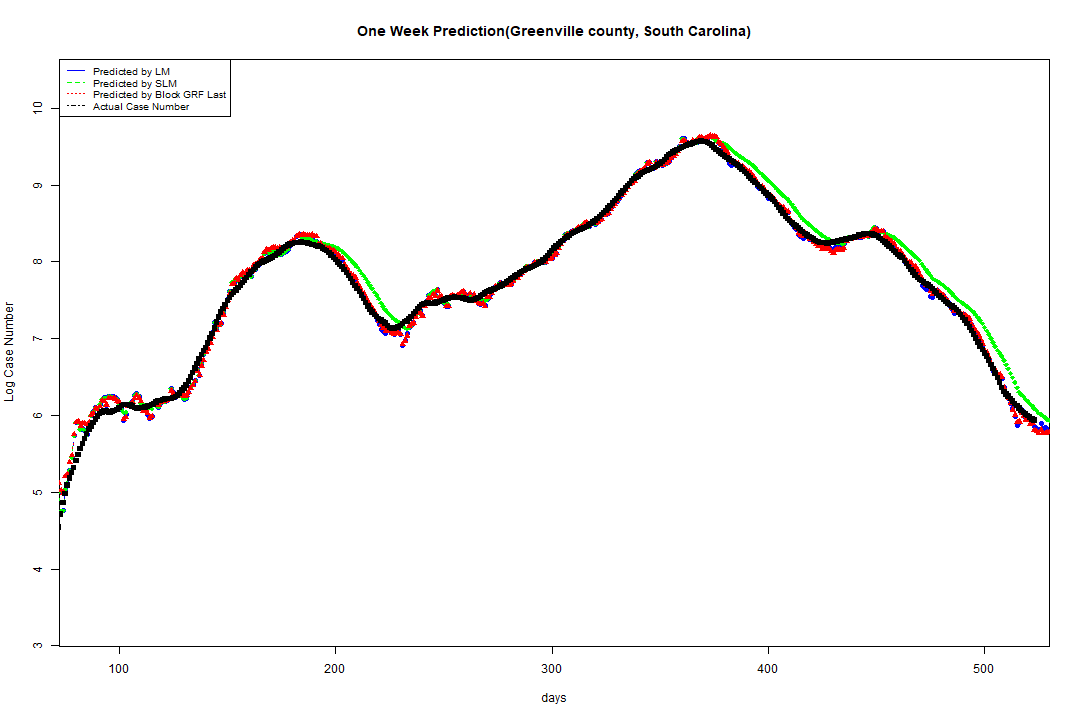 One Week Prediction(Greenville county, South Carolina)
Predicted by LM
Predicted by SLM
Predicted by Block GRF Last
Actual Case Number
10
9
8
7
6
5
4
3
Log Case Number
100 200 300 400 500
days